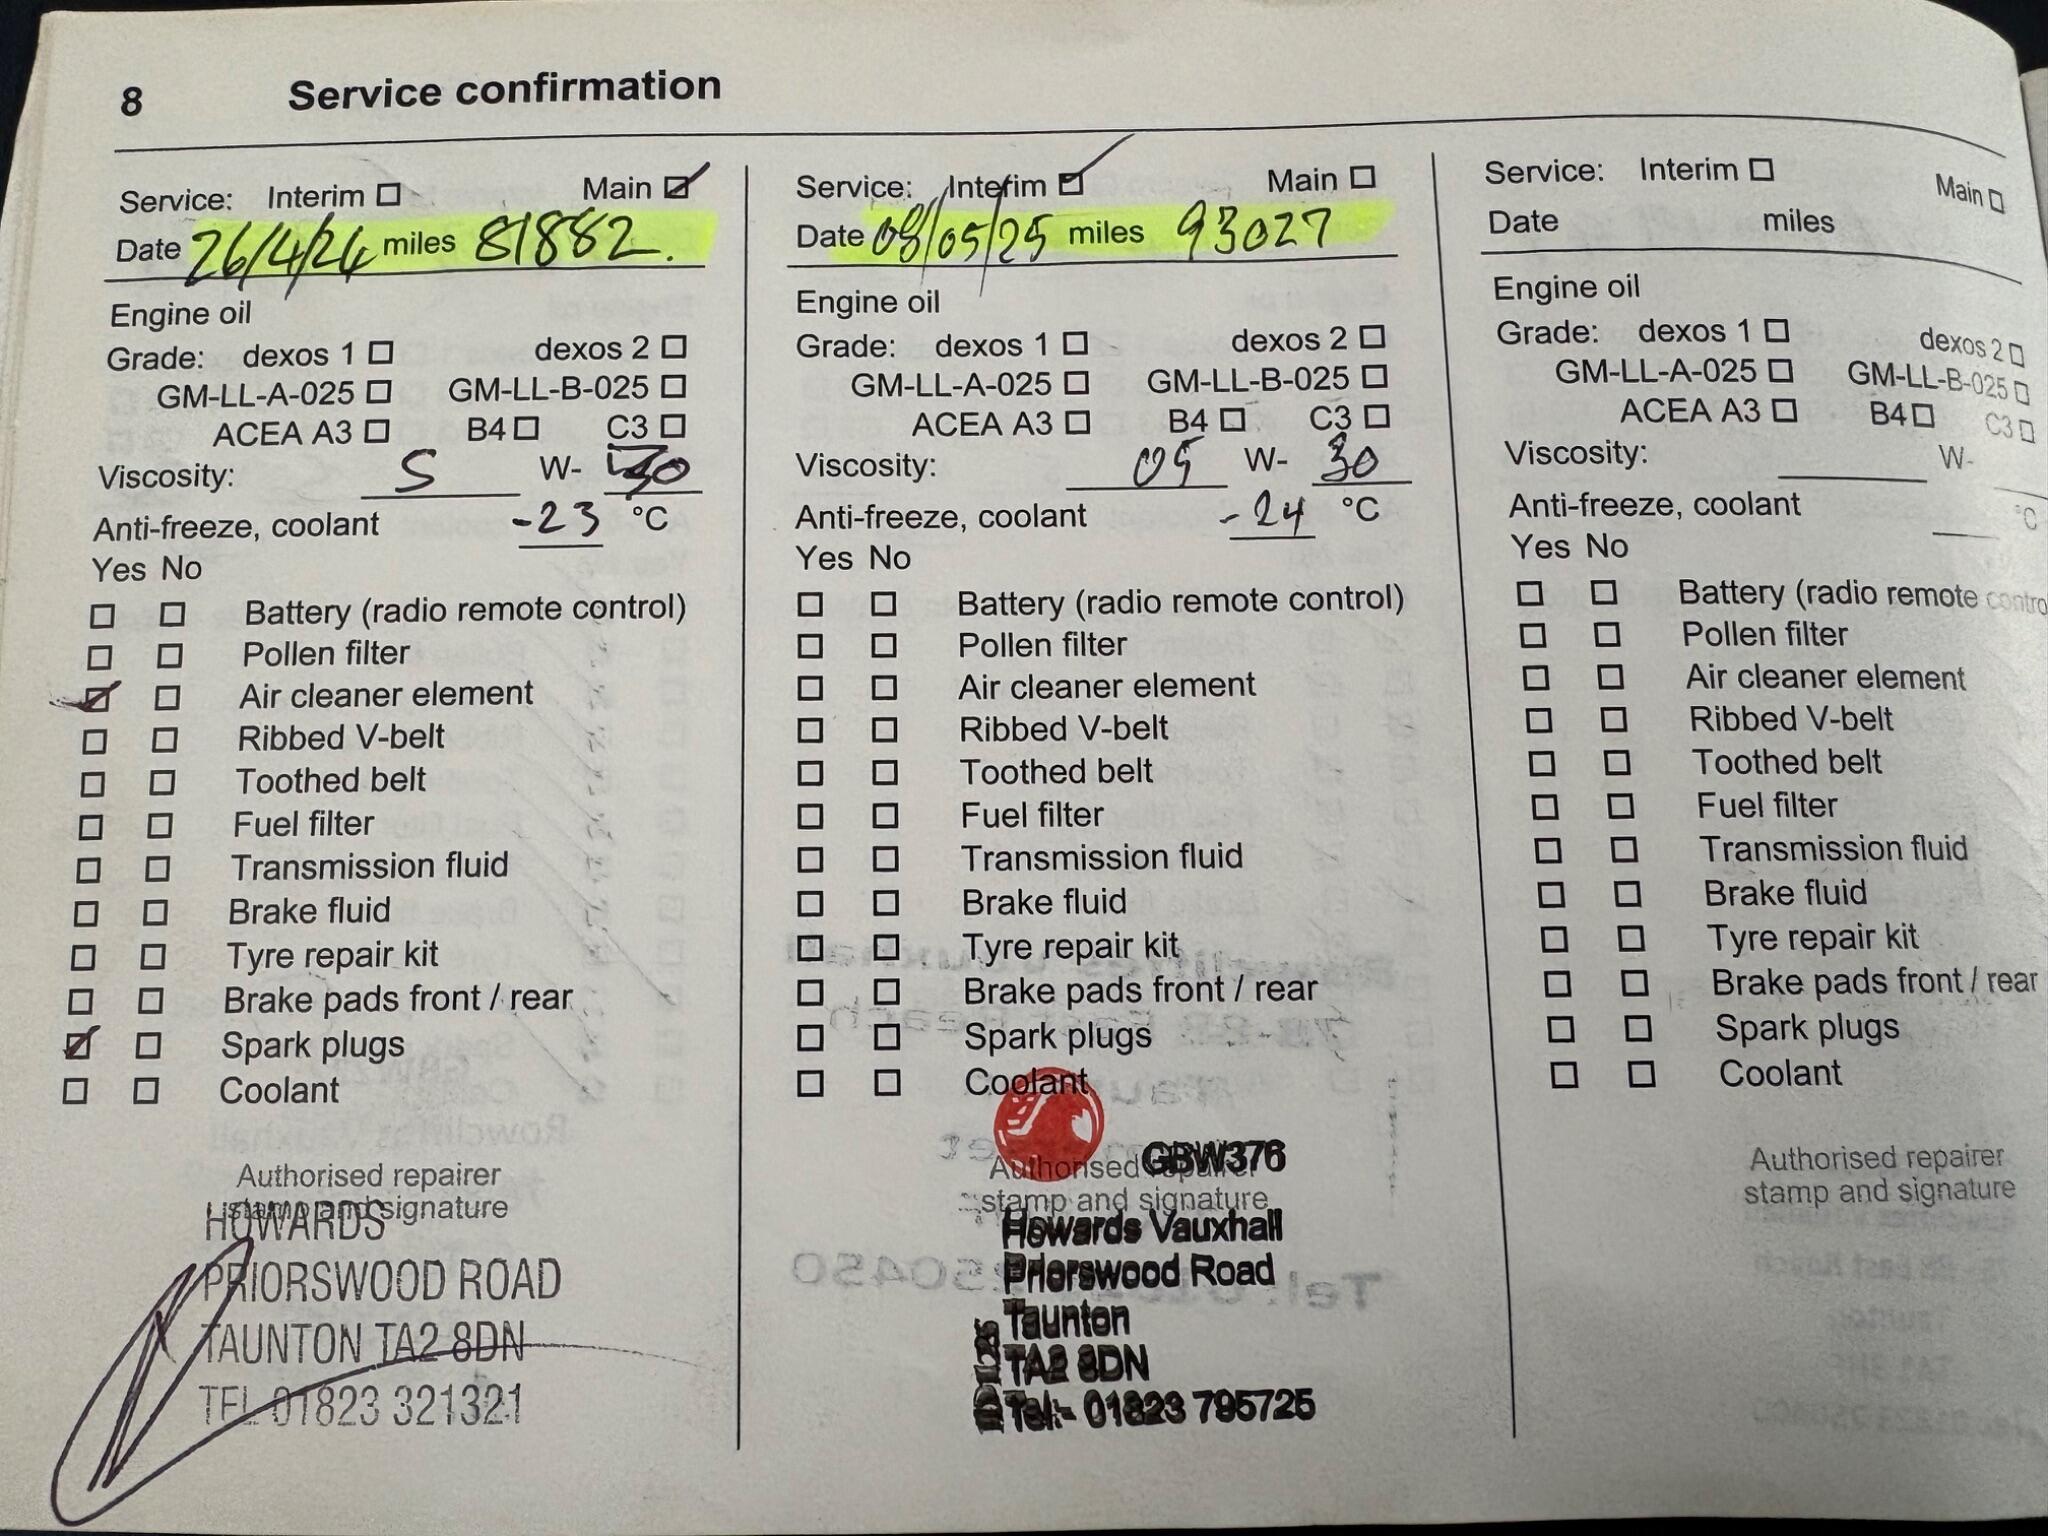 8 Service confirmation
Service: Interim Main
Date 26/4/24 miles 81882.
Engine oil
Grade: dexos 1 dexos 2
GM-LL-A-025 GM-LL-B-025
ACEA A3 B4 C3
Viscosity: 5 W- 30
Anti-freeze, coolant -23 °C
Yes No
Battery (radio remote control)
Pollen filter
Air cleaner element
Ribbed V-belt
Toothed belt
Fuel filter
Transmission fluid
Brake fluid
Tyre repair kit
Brake pads front / rear
Spark plugs
Coolant
Authorised repairer
stamp and signature
HOWARDS
PRIORSWOOD ROAD
TAUNTON TA2 8DN
TEL 01823 321321
Service: Interim Main
Date 08/05/25 miles 93027
Engine oil
Grade: dexos 1 dexos 2
GM-LL-A-025 GM-LL-B-025
ACEA A3 B4 C3
Viscosity: 05 W- 30
Anti-freeze, coolant -24 °C
Yes No
Battery (radio remote control)
Pollen filter
Air cleaner element
Ribbed V-belt
Toothed belt
Fuel filter
Transmission fluid
Brake fluid
Tyre repair kit
Brake pads front / rear
Spark plugs
Coolant
GBW376
Authorised repairer
stamp and signature
Howards Vauxhall
Priorswood Road
Taunton
TA2 8DN
Tel:- 01823 795725
Service: Interim Main
Date miles
Engine oil
Grade: dexos 1 dexos 2
GM-LL-A-025 GM-LL-B-025
ACEA A3 B4 C3
Viscosity: W-
Anti-freeze, coolant °C
Yes No
Battery (radio remote contro
Pollen filter
Air cleaner element
Ribbed V-belt
Toothed belt
Fuel filter
Transmission fluid
Brake fluid
Tyre repair kit
Brake pads front / rear
Spark plugs
Coolant
Authorised repairer
stamp and signature